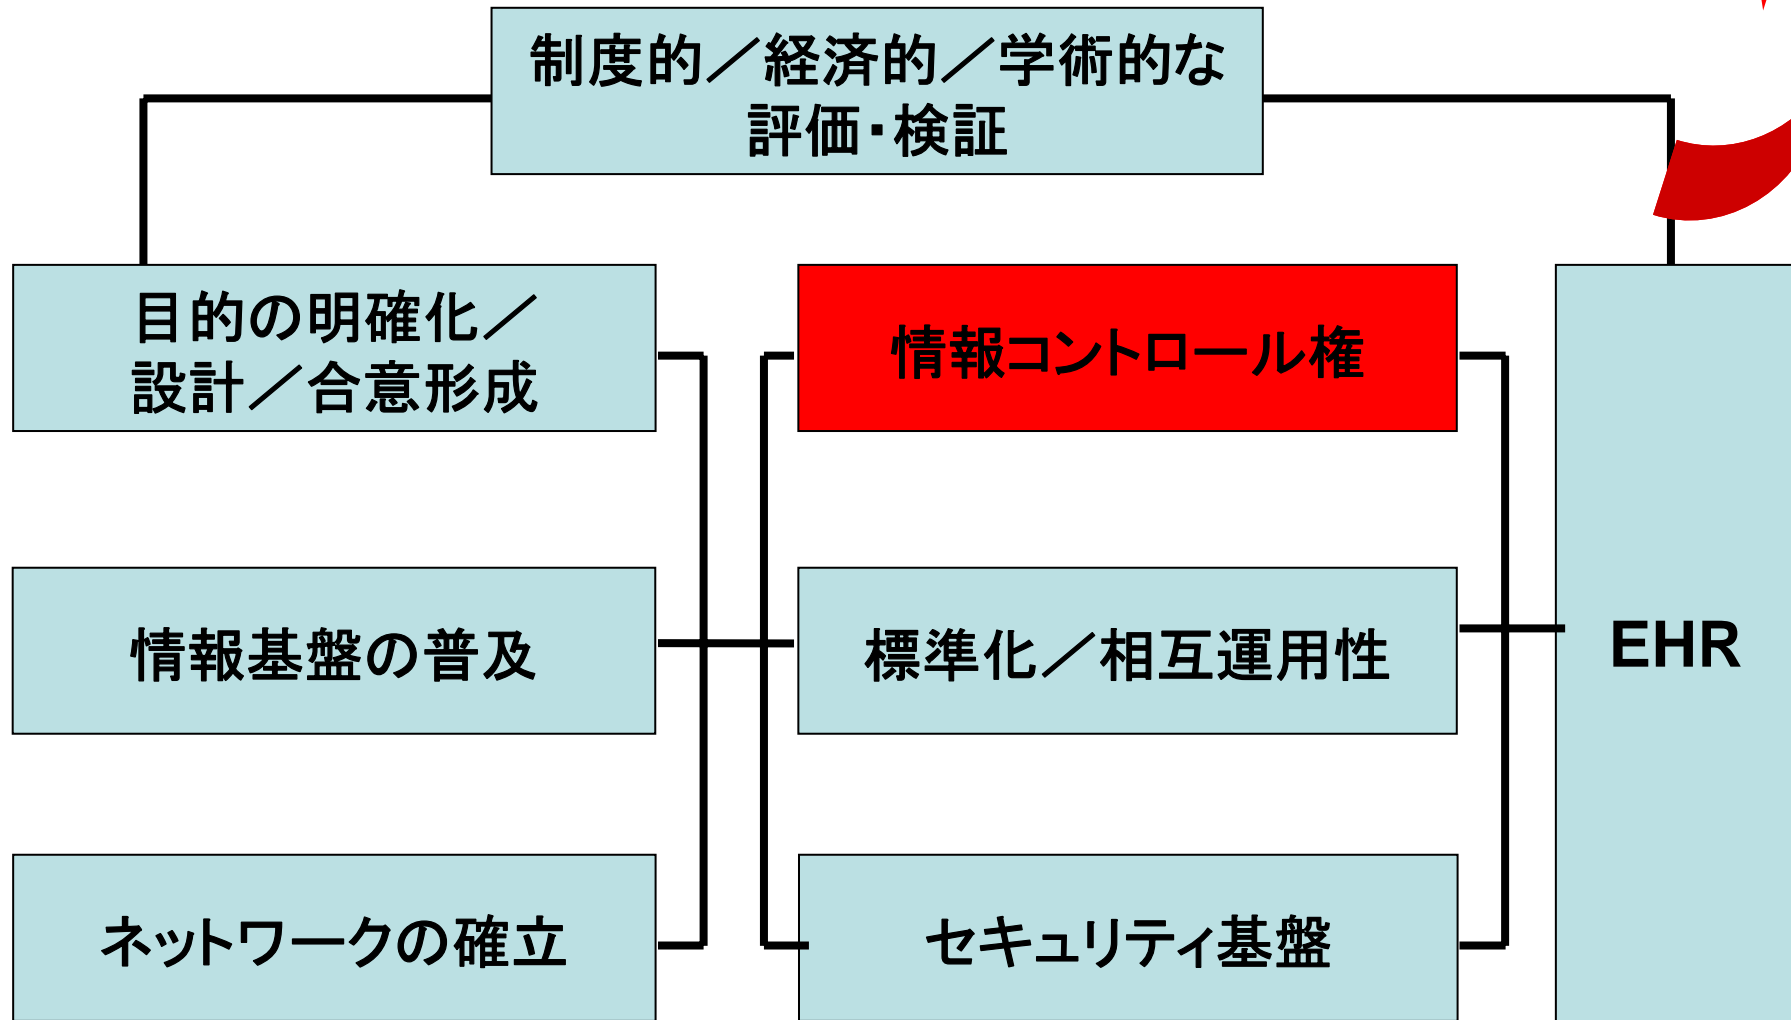 制度的／経済的／学術的な
評価・検証
目的の明確化／
設計／合意形成
情報コントロール権
情報基盤の普及
標準化／相互運用性
EHR
ネットワークの確立
セキュリティ基盤